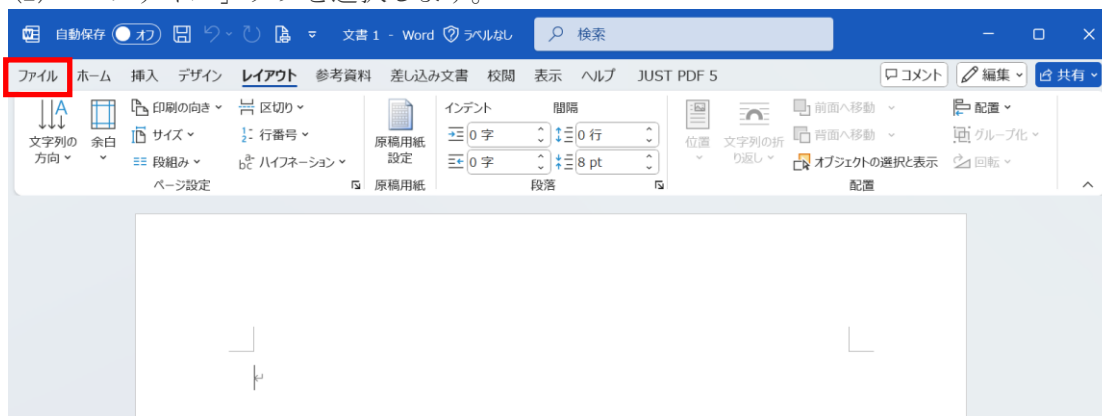 自動保存 オフ 文書 1 - Word ラベルなし 検索
ファイル ホーム 挿入 デザイン レイアウト 参考資料 差し込み文書 校閲 表示 ヘルプ JUST PDF 5 コメント 編集 共有
文字列の方向 余白 印刷の向き 区切り 原稿用紙設定 インデント 間隔 位置 文字列の折り返し 前面へ移動 配置
サイズ 行番号 0 字 0 行 背面へ移動 グループ化
段組み ハイフネーション 0 字 8 pt オブジェクトの選択と表示 回転
ページ設定 原稿用紙 段落 配置